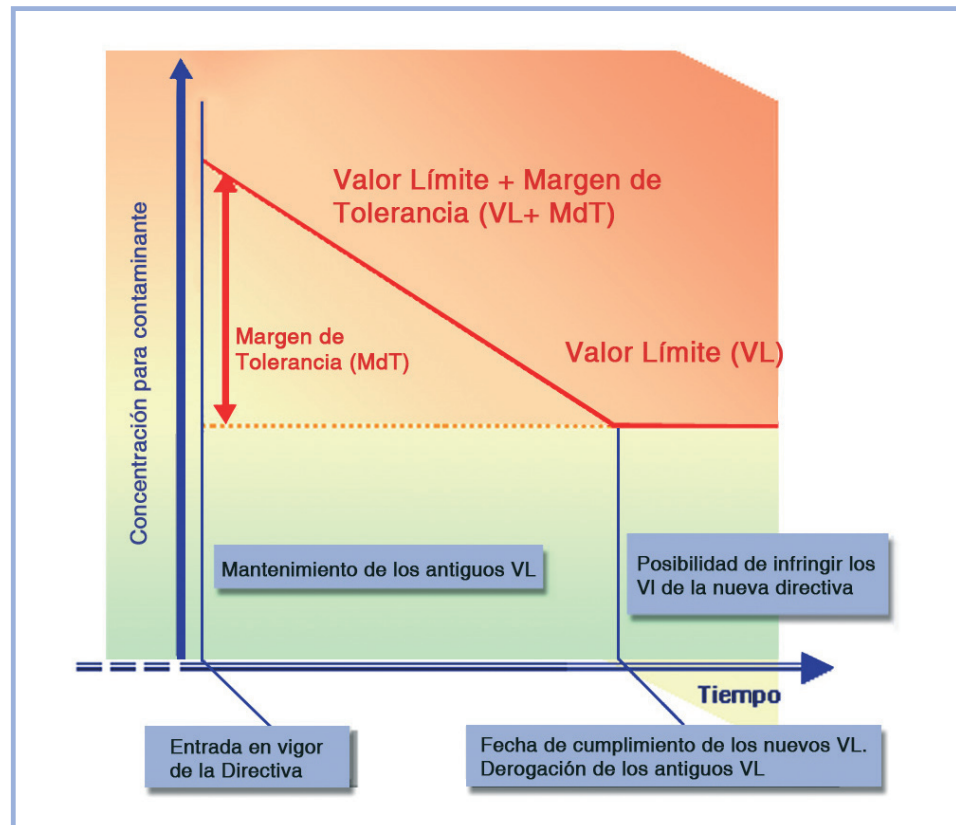 Concentración para contaminante
Valor Límite + Margen de
Tolerancia (VL+ MdT)
Margen de
Tolerancia (MdT)
Valor Límite (VL)
Mantenimiento de los antiguos VL
Posibilidad de infringir los
VI de la nueva directiva
Tiempo
Entrada en vigor
de la Directiva
Fecha de cumplimiento de los nuevos VL.
Derogación de los antiguos VL